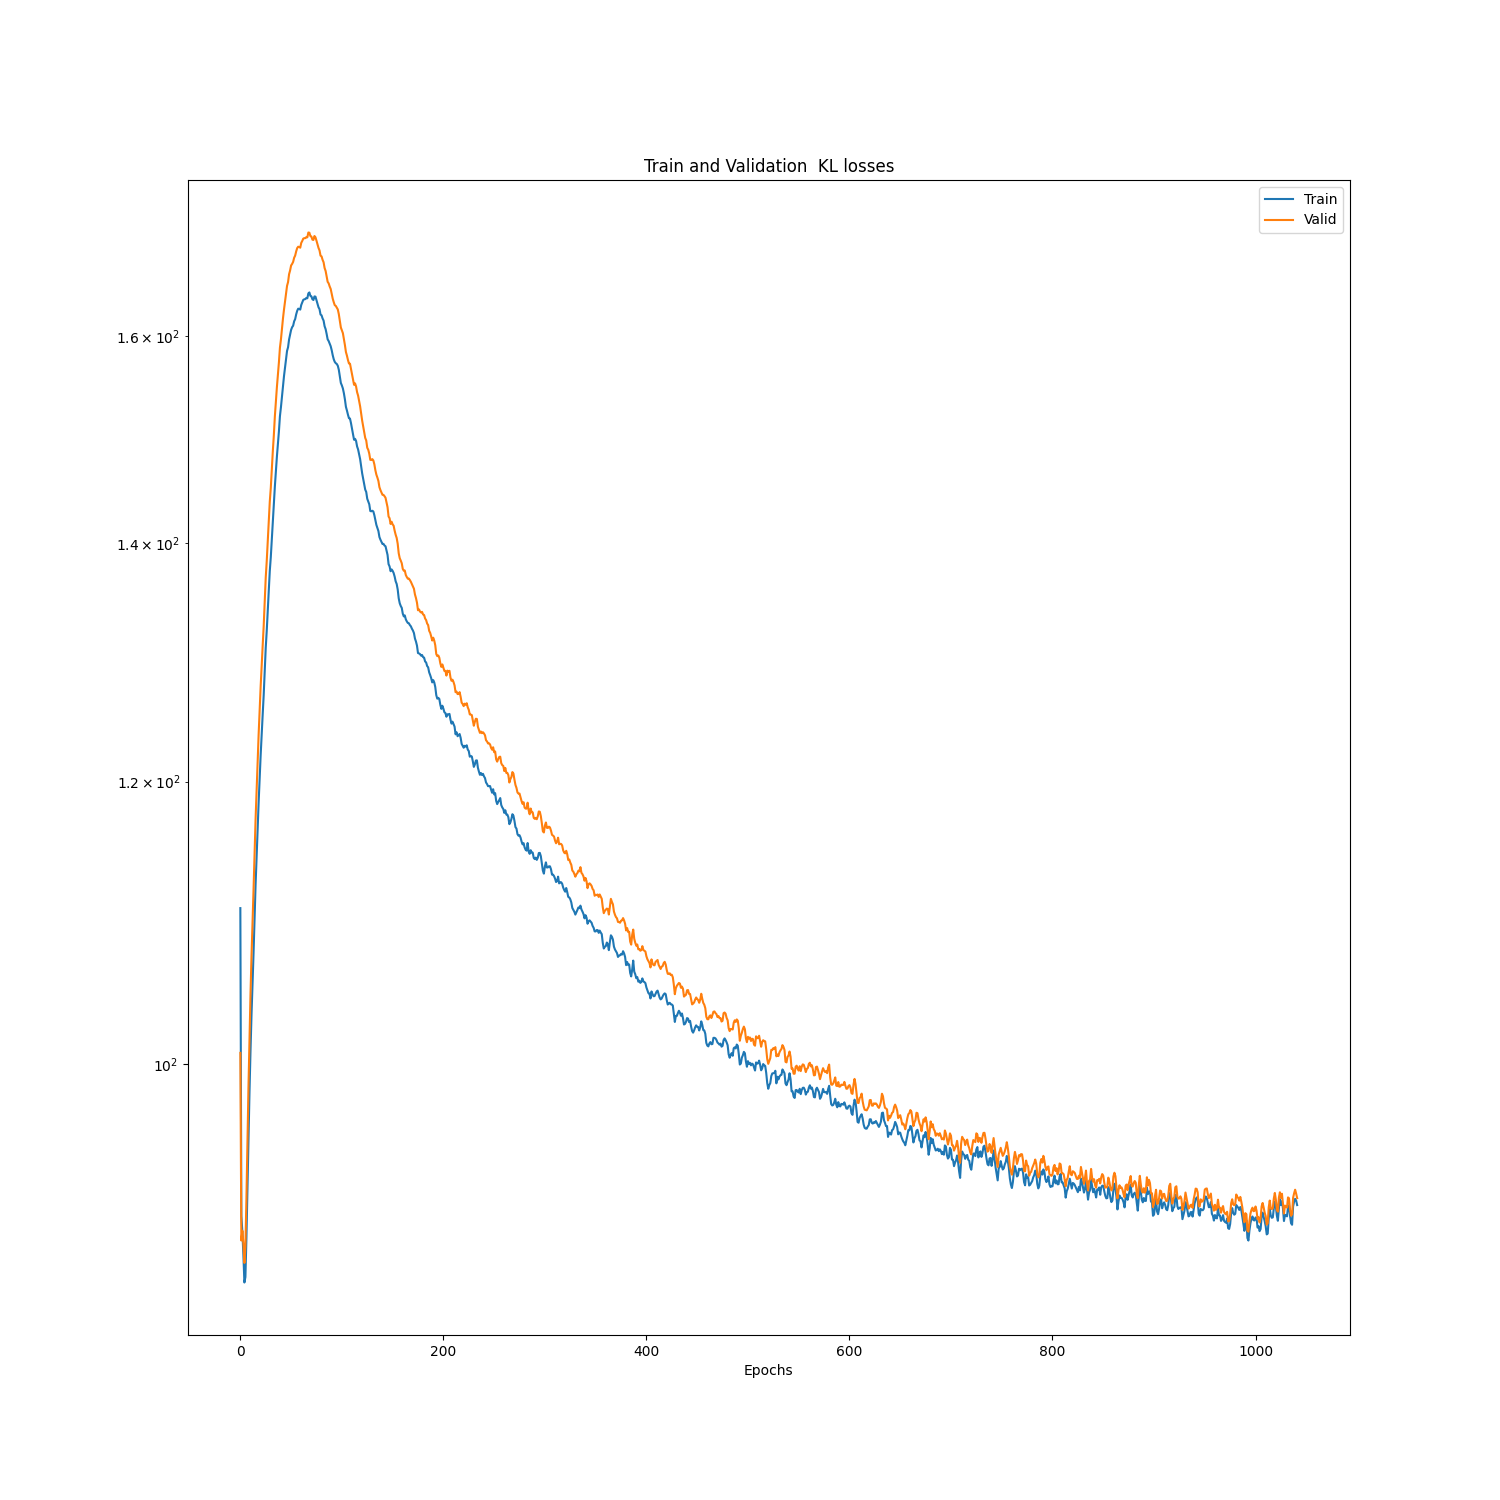 Train and Validation  KL losses
Train
Valid
1.6 × 10²
1.4 × 10²
1.2 × 10²
10²
0 200 400 600 800 1000
Epochs